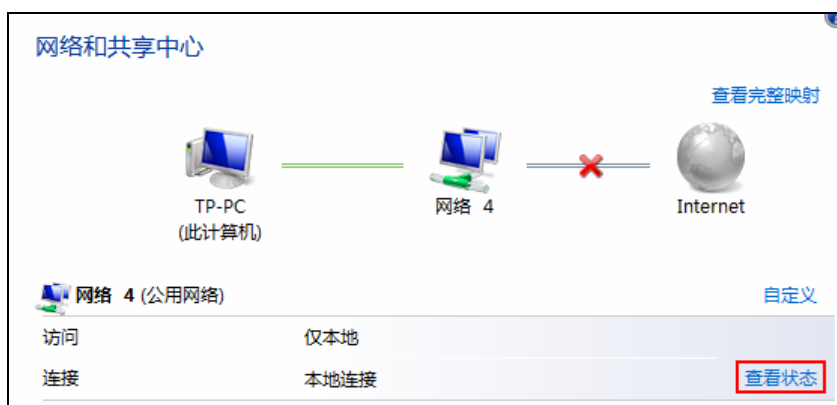 网络和共享中心
查看完整映射
TP-PC
(此计算机)
网络 4
Internet
网络 4 (公用网络) 自定义
访问 仅本地
连接 本地连接 查看状态